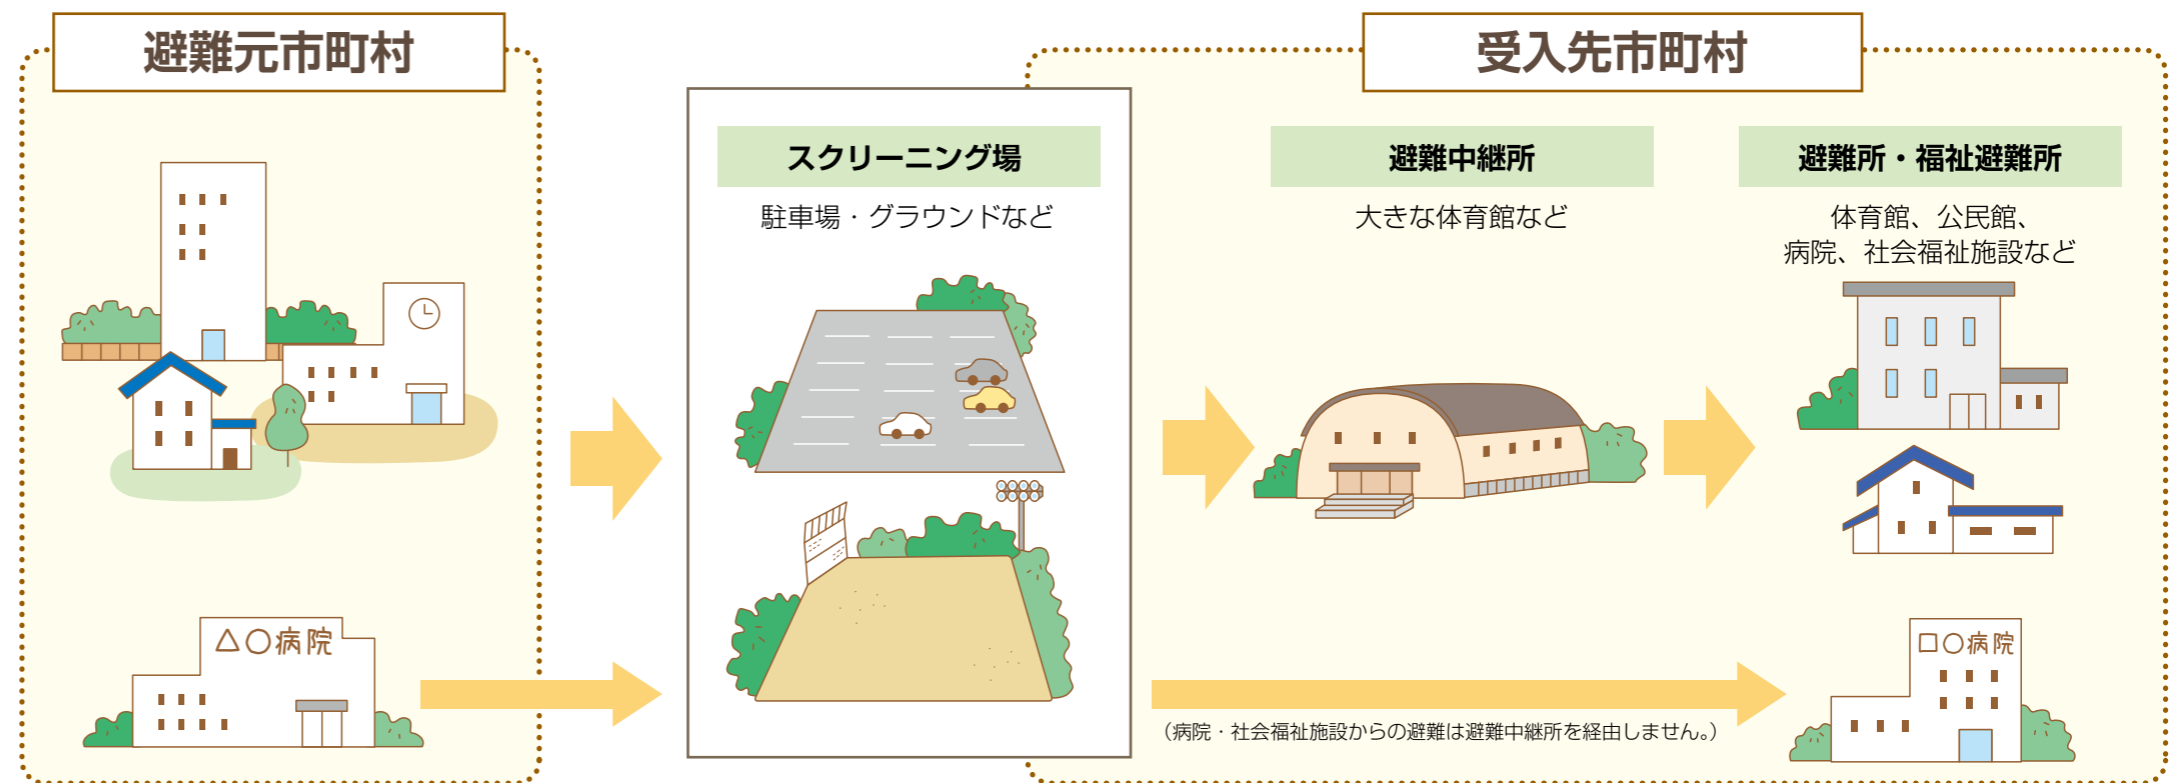 避難元市町村
受入先市町村
スクリーニング場
駐車場・グラウンドなど
避難中継所
大きな体育館など
避難所・福祉避難所
体育館、公民館、
病院、社会福祉施設など
△○病院
□○病院
（病院・社会福祉施設からの避難は避難中継所を経由しません。）